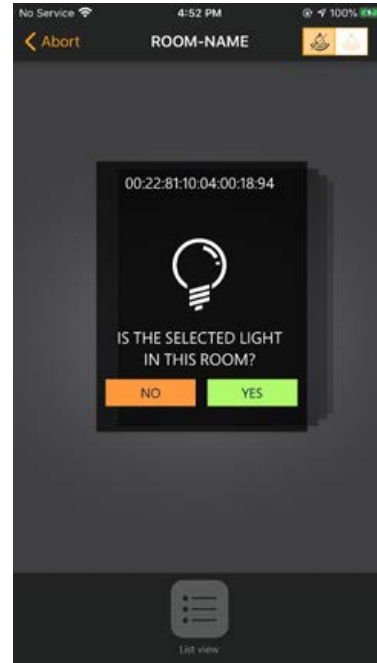 No Service 4:52 PM 100%
Abort ROOM-NAME
00:22:81:10:04:00:18:94
IS THE SELECTED LIGHT
IN THIS ROOM?
NO YES
List view